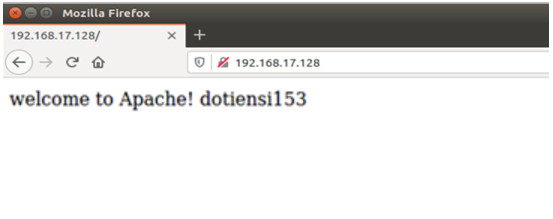 Mozilla Firefox
192.168.17.128/
192.168.17.128
welcome to Apache! dotiensi153